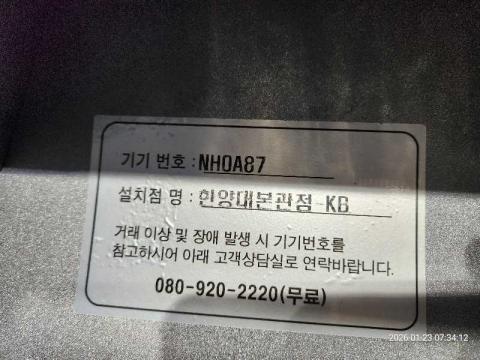 기기 번호 : NH0A87
설치점 명 : 한양대본관점 KB
거래 이상 및 장애 발생 시 기기번호를
참고하시어 아래 고객상담실로 연락바랍니다.
080-920-2220(무료)
2026-01-23 07:34:12